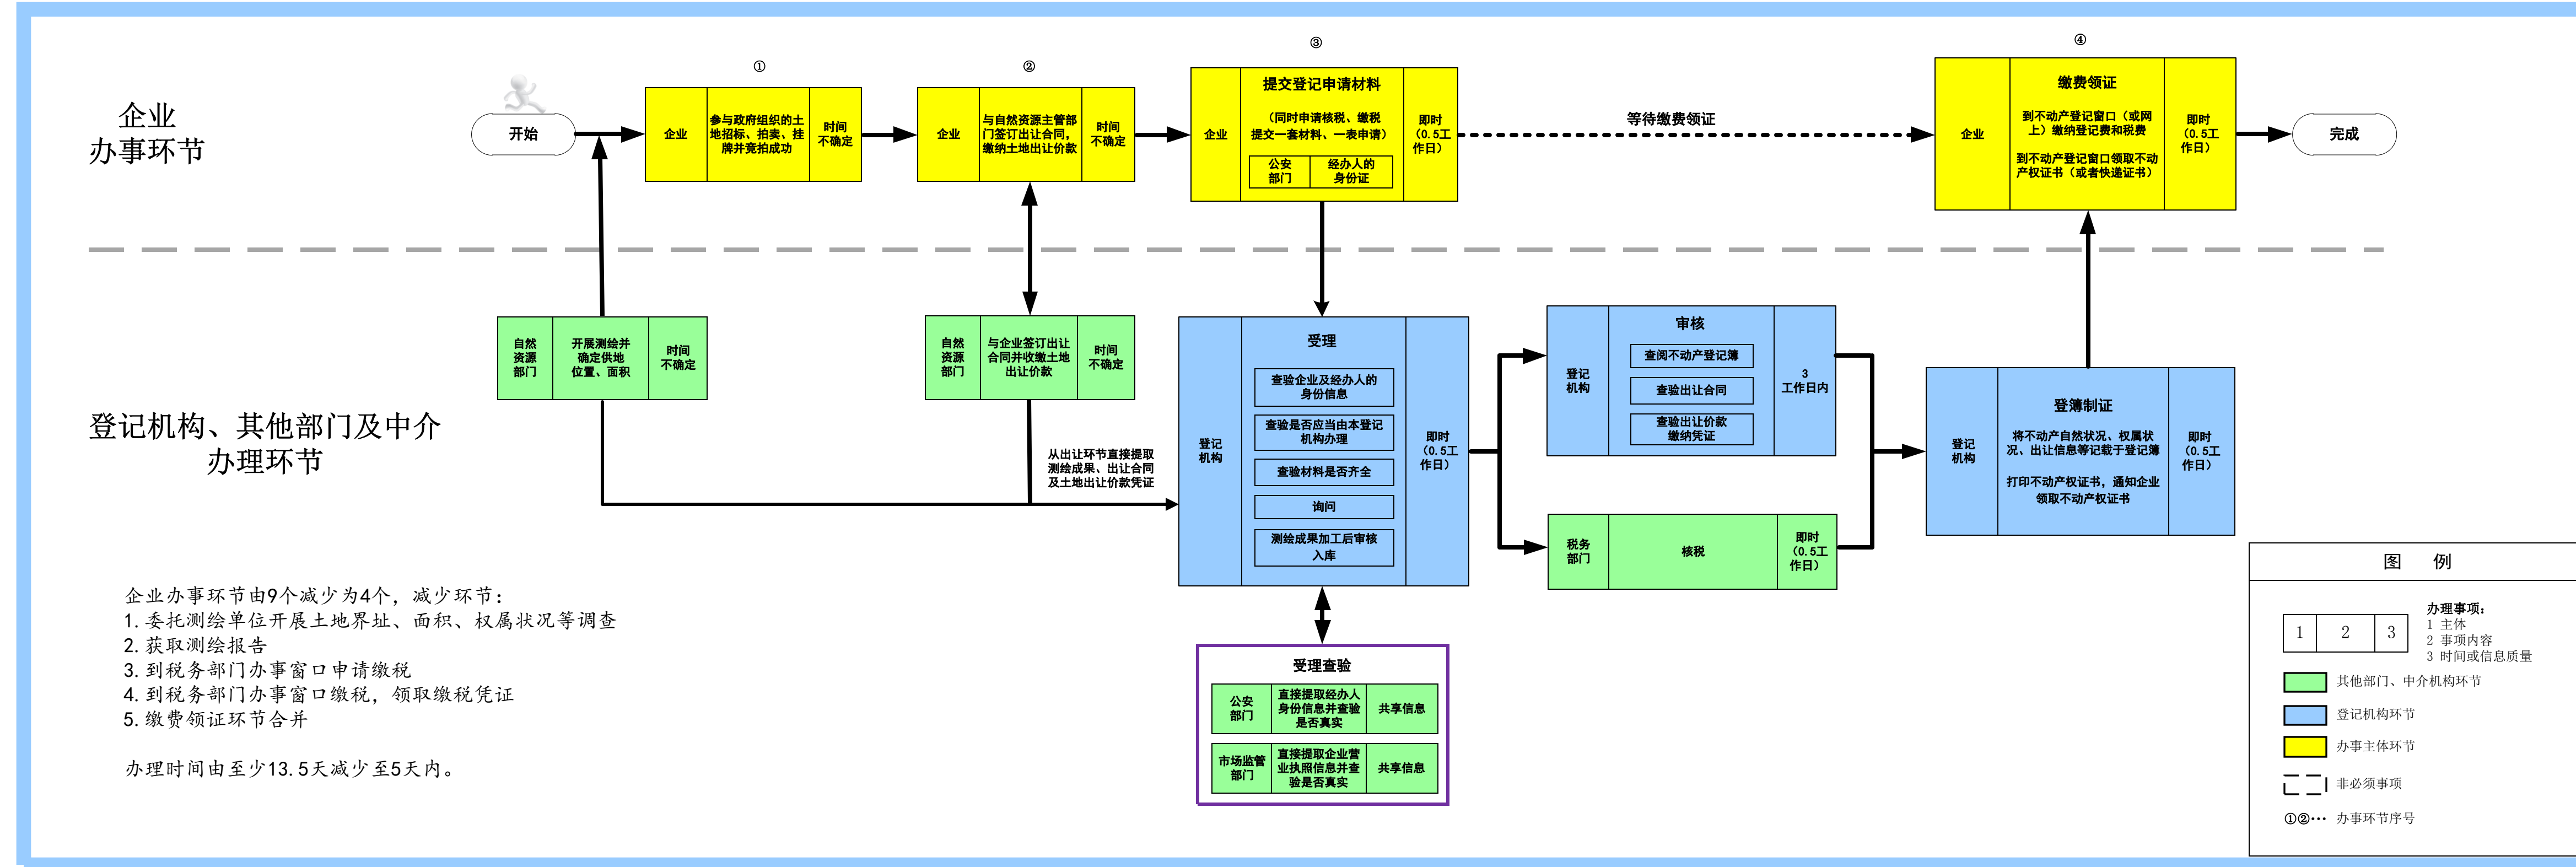 企业
办事环节
开始
①
企业
参与政府组织的土
地招标、拍卖、挂
牌并竞拍成功
时间
不确定
②
企业
与自然资源主管部
门签订出让合同,
缴纳土地出让价款
时间
不确定
③
企业
提交登记申请材料
（同时申请核税、缴税
提交一套材料、一表申请）
公安
部门
经办人的
身份证
即时
（0.5工
作日）
等待缴费领证
④
企业
缴费领证
到不动产登记窗口（或网
上）缴纳登记费和税费
到不动产登记窗口领取不动
产权证书（或者快递证书）
即时
（0.5工
作日）
完成
登记机构、其他部门及中介
办理环节
自然
资源
部门
开展测绘并
确定供地
位置、面积
时间
不确定
自然
资源
部门
与企业签订出让
合同并收缴土地
出让价款
时间
不确定
从出让环节直接提取
测绘成果、出让合同
及土地出让价款凭证
登记
机构
受理
查验企业及经办人的
身份信息
查验是否应当由本登记
机构办理
查验材料是否齐全
询问
测绘成果加工后审核
入库
即时
（0.5工
作日）
登记
机构
审核
查阅不动产登记簿
查验出让合同
查验出让价款
缴纳凭证
3
工作日内
税务
部门
核税
即时
（0.5工
作日）
登记
机构
登簿制证
将不动产自然状况、权属状
况、出让信息等记载于登记簿
打印不动产权证书，通知企业
领取不动产权证书
即时
（0.5工
作日）
受理查验
公安
部门
直接提取经办人
身份信息并查验
是否真实
共享信息
市场监管
部门
直接提取企业营
业执照信息并查
验是否真实
共享信息
企业办事环节由9个减少为4个，减少环节：
1.委托测绘单位开展土地界址、面积、权属状况等调查
2.获取测绘报告
3.到税务部门办事窗口申请缴税
4.到税务部门办事窗口缴税，领取缴税凭证
5.缴费领证环节合并
办理时间由至少13.5天减少至5天内。
图 例
1 2 3
办理事项：
1 主体
2 事项内容
3 时间或信息质量
其他部门、中介机构环节
登记机构环节
办事主体环节
非必须事项
①②··· 办事环节序号